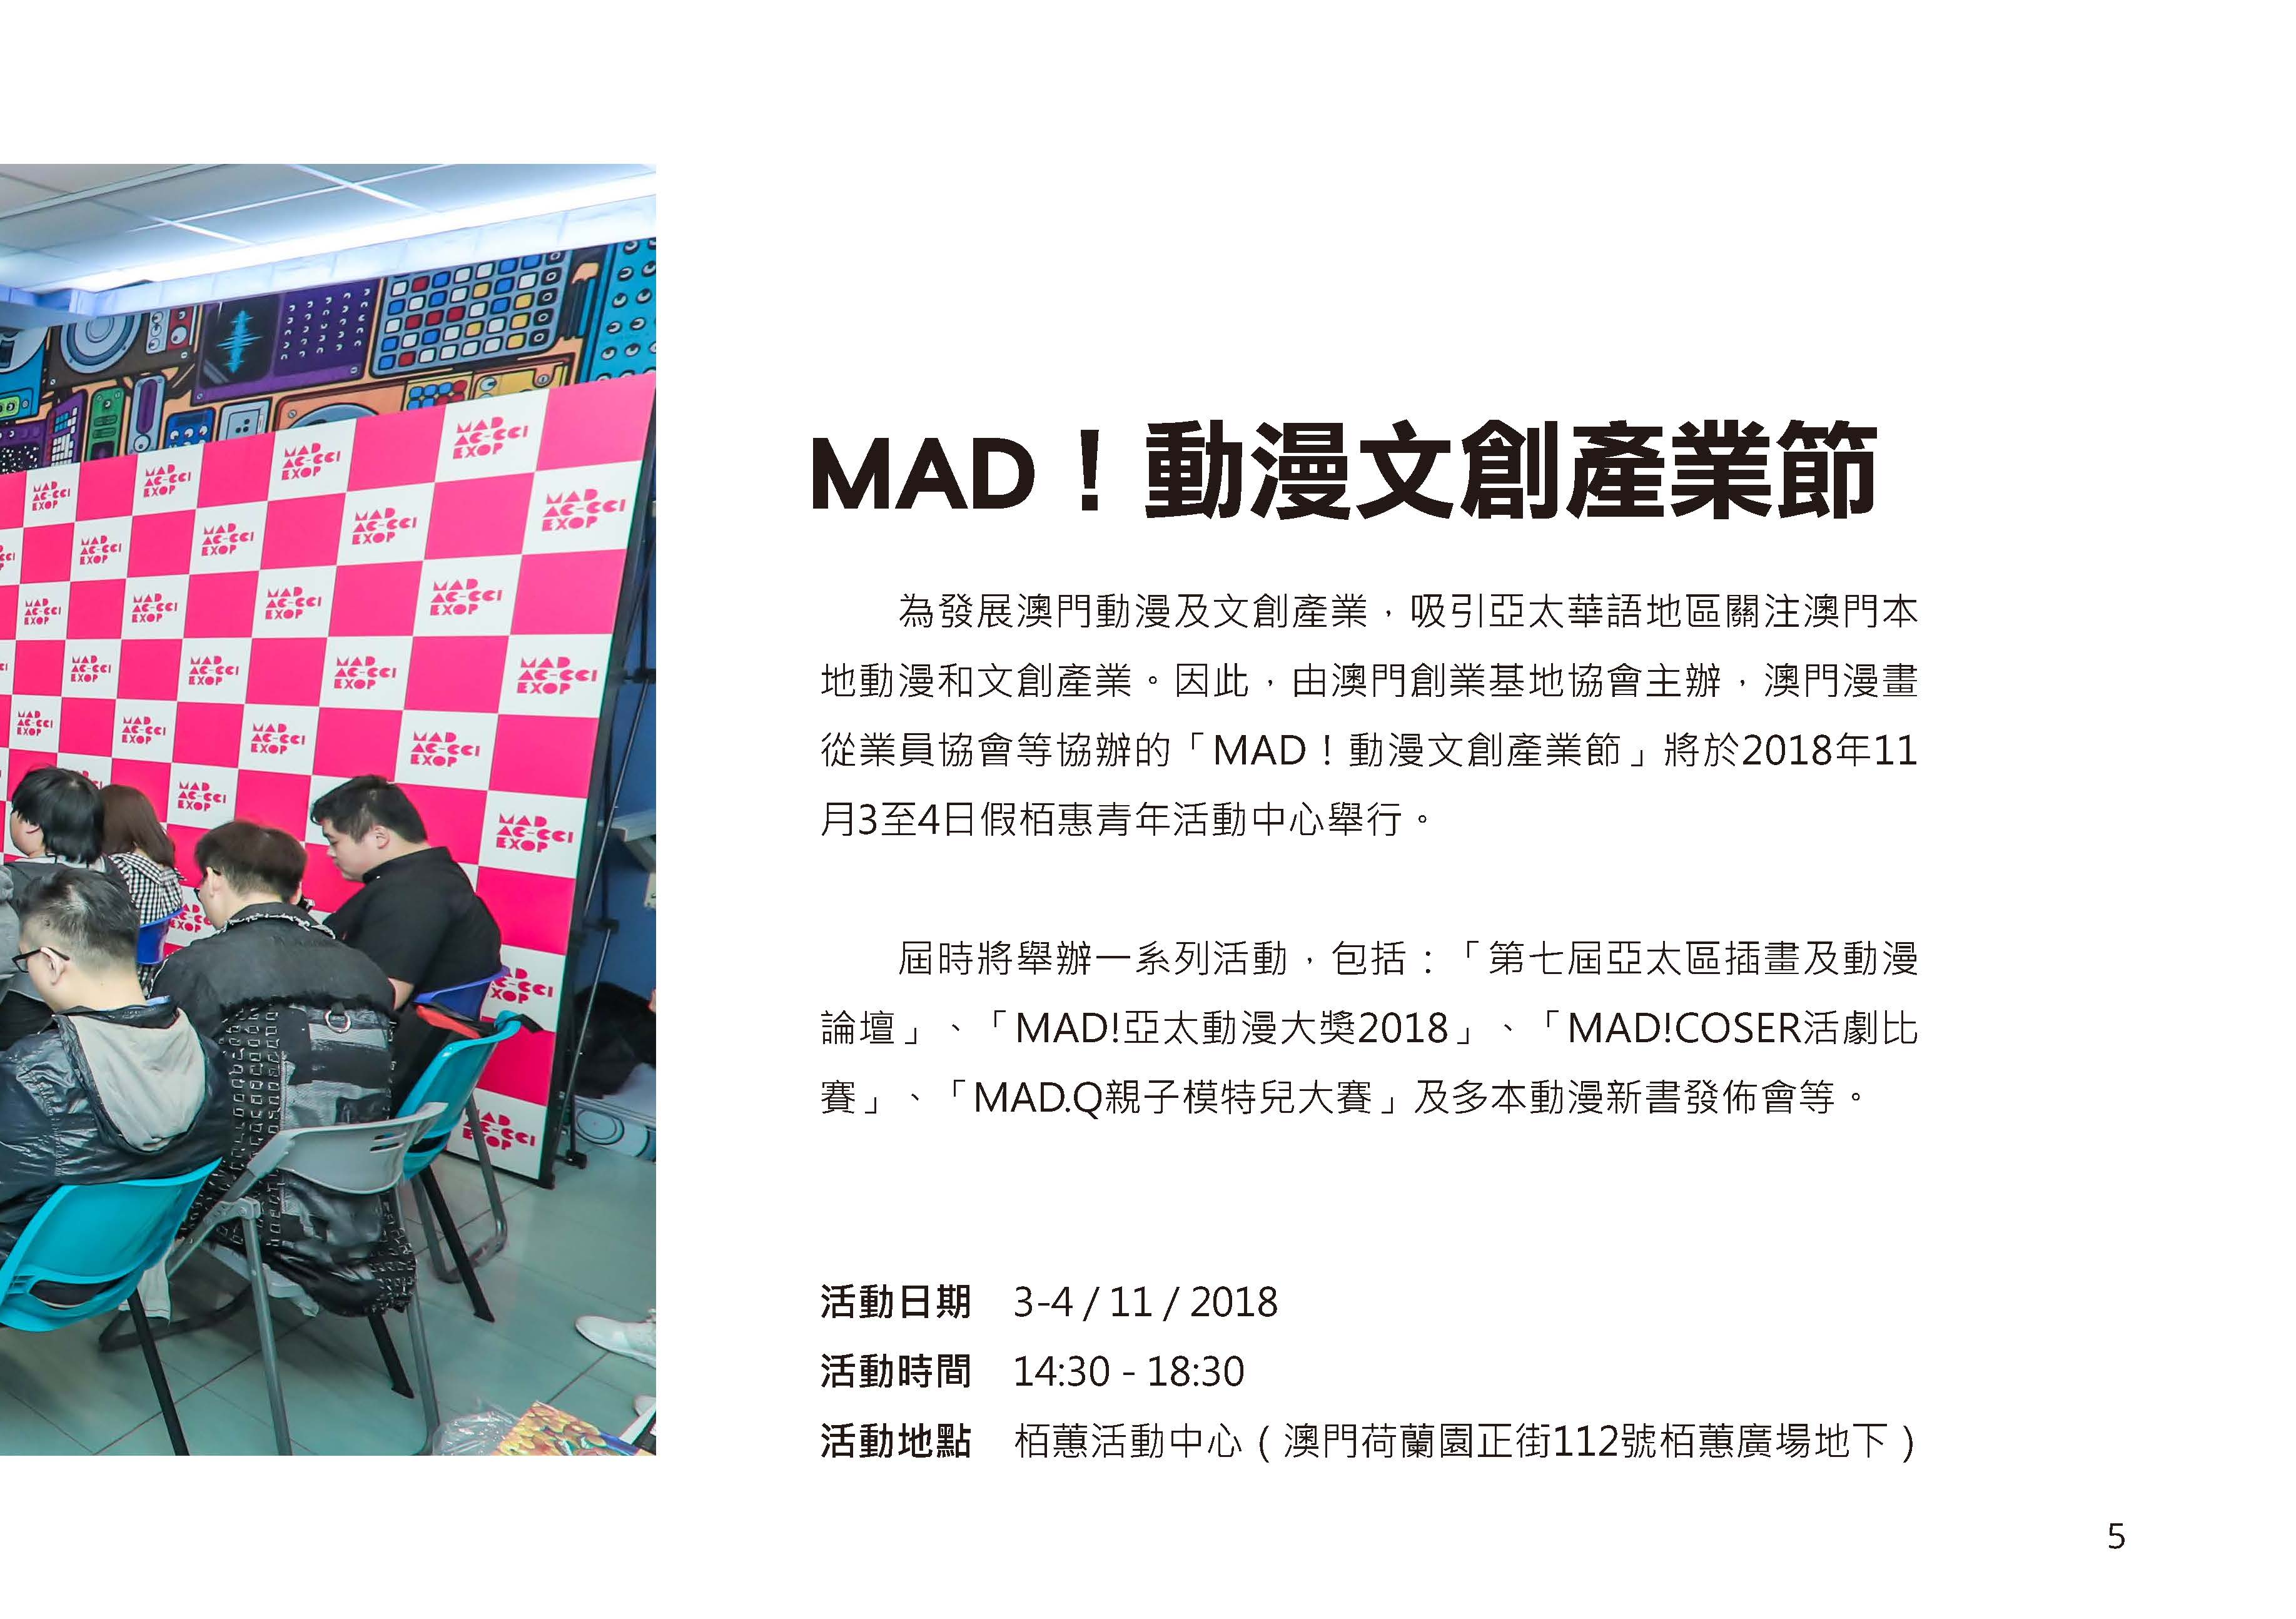 MAD！動漫文創產業節
為發展澳門動漫及文創產業，吸引亞太華語地區關注澳門本
地動漫和文創產業。因此，由澳門創業基地協會主辦，澳門漫畫
從業員協會等協辦的「MAD！動漫文創產業節」將於2018年11
月3至4日假栢惠青年活動中心舉行。
屆時將舉辦一系列活動，包括：「第七屆亞太區插畫及動漫
論壇」、「MAD!亞太動漫大獎2018」、「MAD!COSER活劇比
賽」、「MAD.Q親子模特兒大賽」及多本動漫新書發佈會等。
活動日期 3-4 / 11 / 2018
活動時間 14:30 - 18:30
活動地點 栢蕙活動中心（澳門荷蘭園正街112號栢蕙廣場地下）
5
MAD
AC-CCI
EXOP